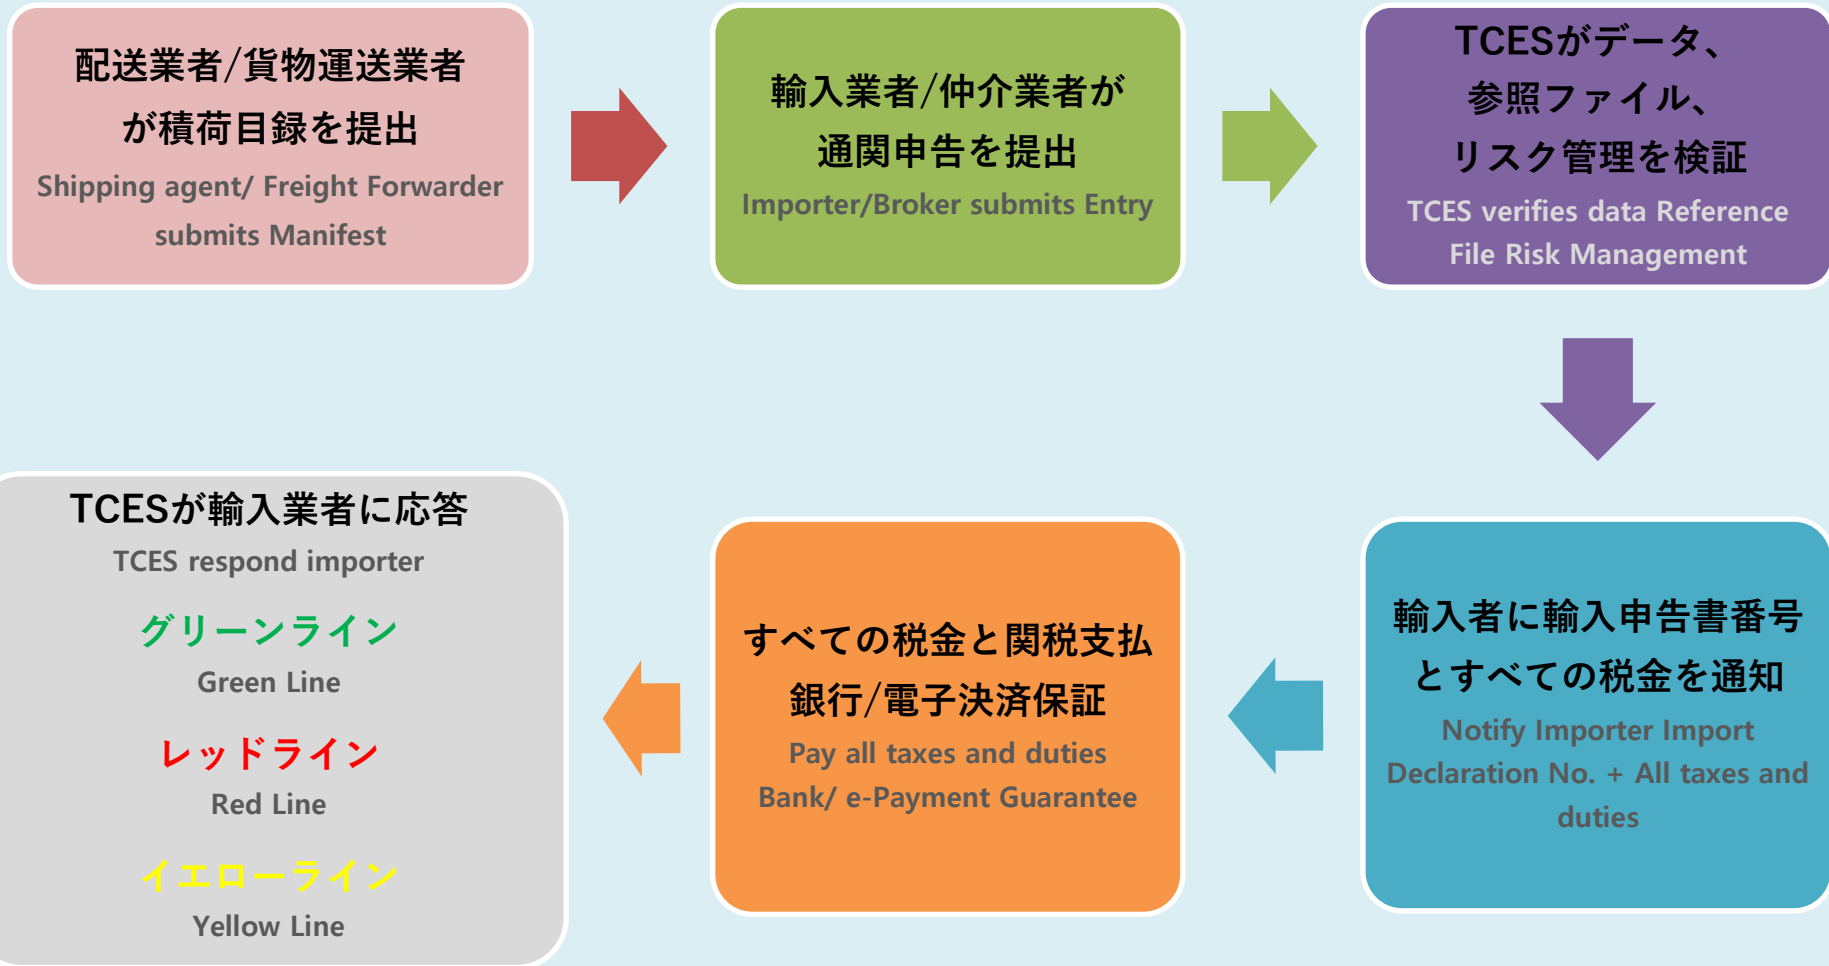 配送業者/貨物運送業者
が積荷目録を提出
Shipping agent/ Freight Forwarder
submits Manifest
輸入業者/仲介業者が
通関申告を提出
Importer/Broker submits Entry
TCESがデータ、
参照ファイル、
リスク管理を検証
TCES verifies data Reference
File Risk Management
輸入者に輸入申告書番号
とすべての税金を通知
Notify Importer Import
Declaration No. + All taxes and
duties
すべての税金と関税支払
銀行/電子決済保証
Pay all taxes and duties
Bank/ e-Payment Guarantee
TCESが輸入業者に応答
TCES respond importer
グリーンライン
Green Line
レッドライン
Red Line
イエローライン
Yellow Line